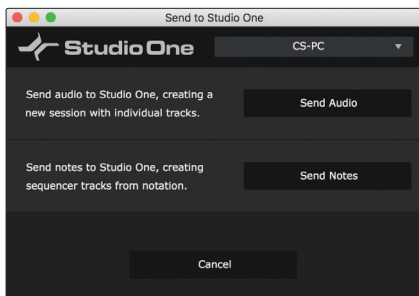 Send to Studio One
Studio One
CS-PC
Send audio to Studio One, creating a
new session with individual tracks.
Send Audio
Send notes to Studio One, creating
sequencer tracks from notation.
Send Notes
Cancel